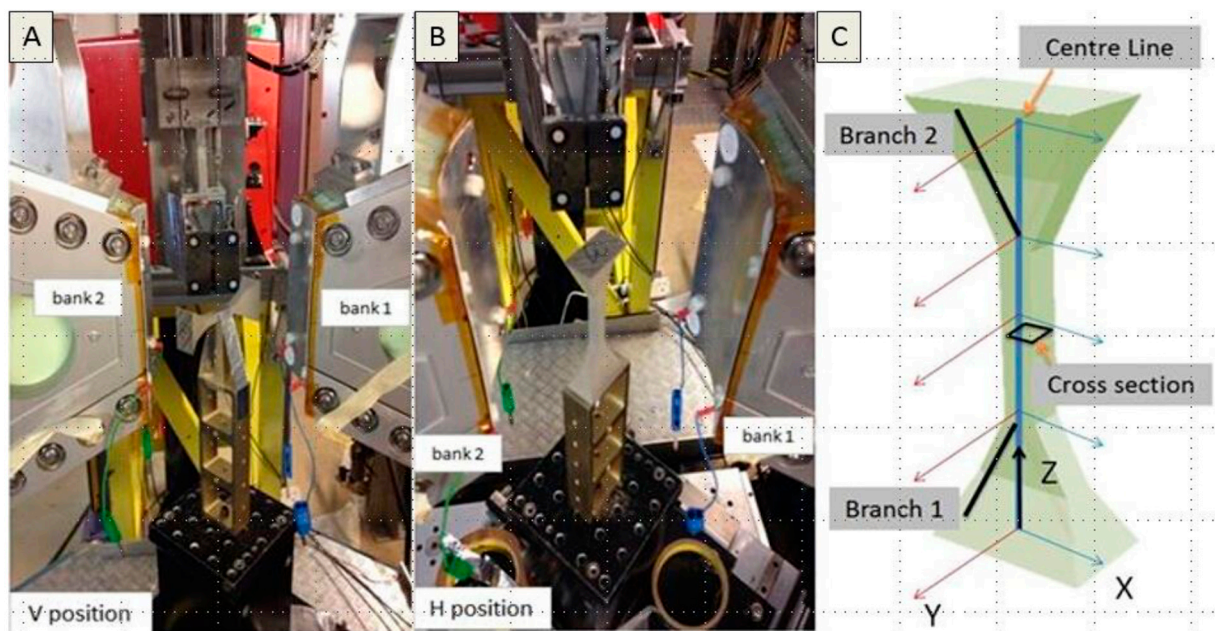 A
B
C
bank 2
bank 1
V position
bank 2
bank 1
H position
Centre Line
Branch 2
Cross section
Z
Branch 1
X
Y